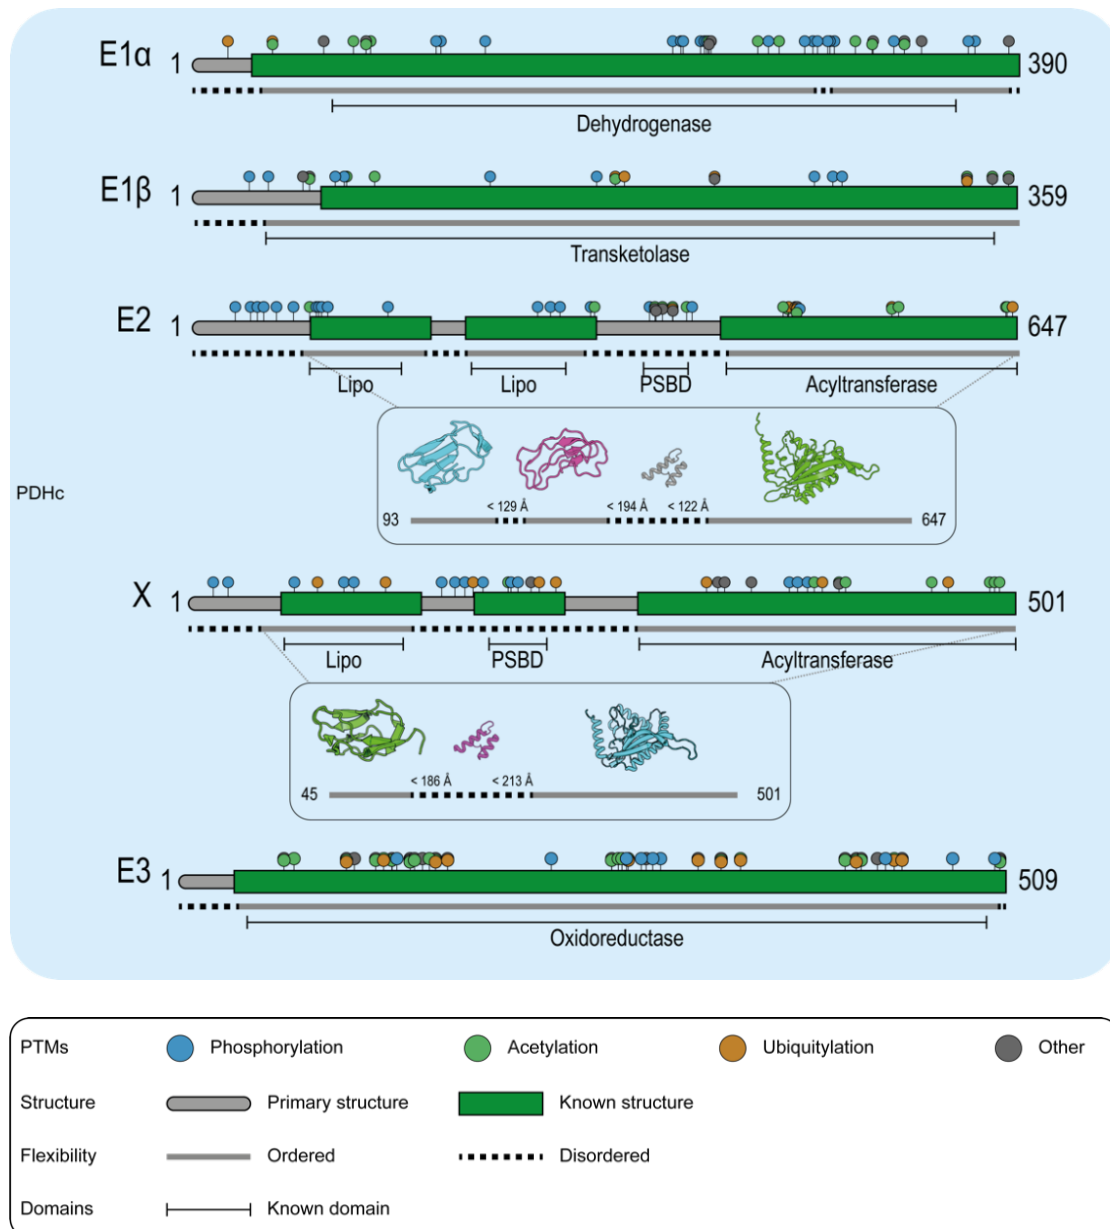 E1α 1 390
Dehydrogenase
E1β 1 359
Transketolase
E2 1 647
Lipo Lipo PSBD Acyltransferase
< 129 Å < 194 Å < 122 Å
93 647
PDHc
X 1 501
Lipo PSBD Acyltransferase
< 186 Å < 213 Å
45 501
E3 1 509
Oxidoreductase
PTMs Phosphorylation Acetylation Ubiquitylation Other
Structure Primary structure Known structure
Flexibility Ordered Disordered
Domains Known domain